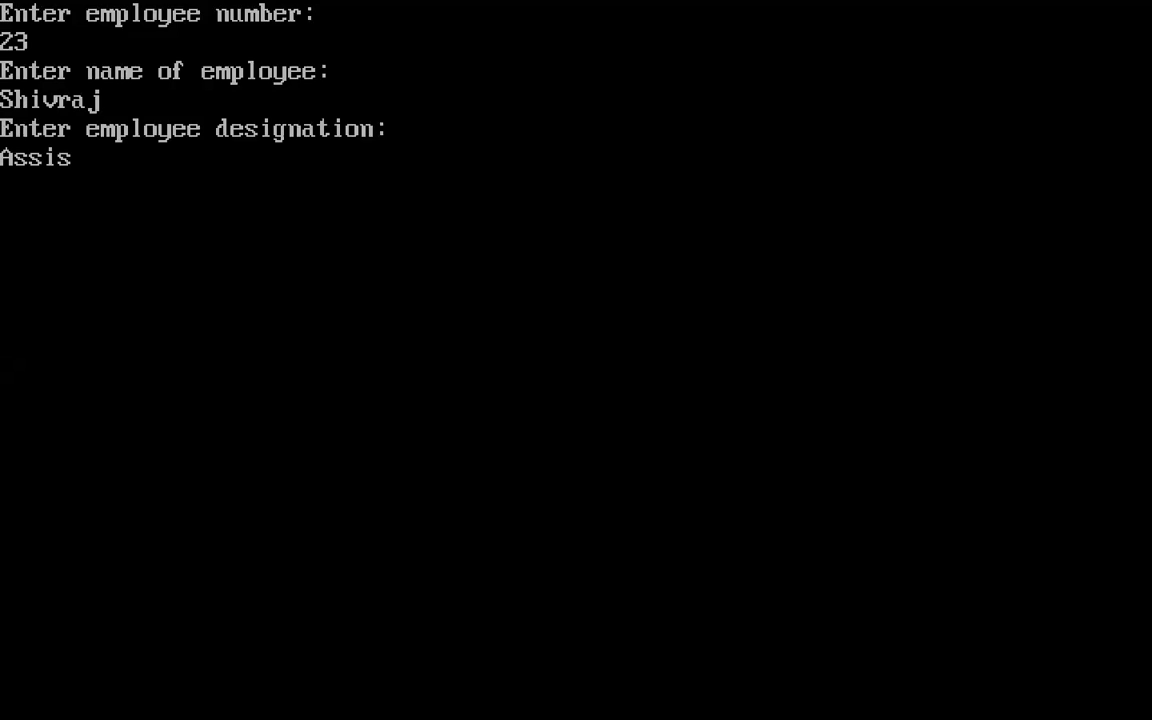 Enter employee number:
23
Enter name of employee:
Shivraj
Enter employee designation:
Assis